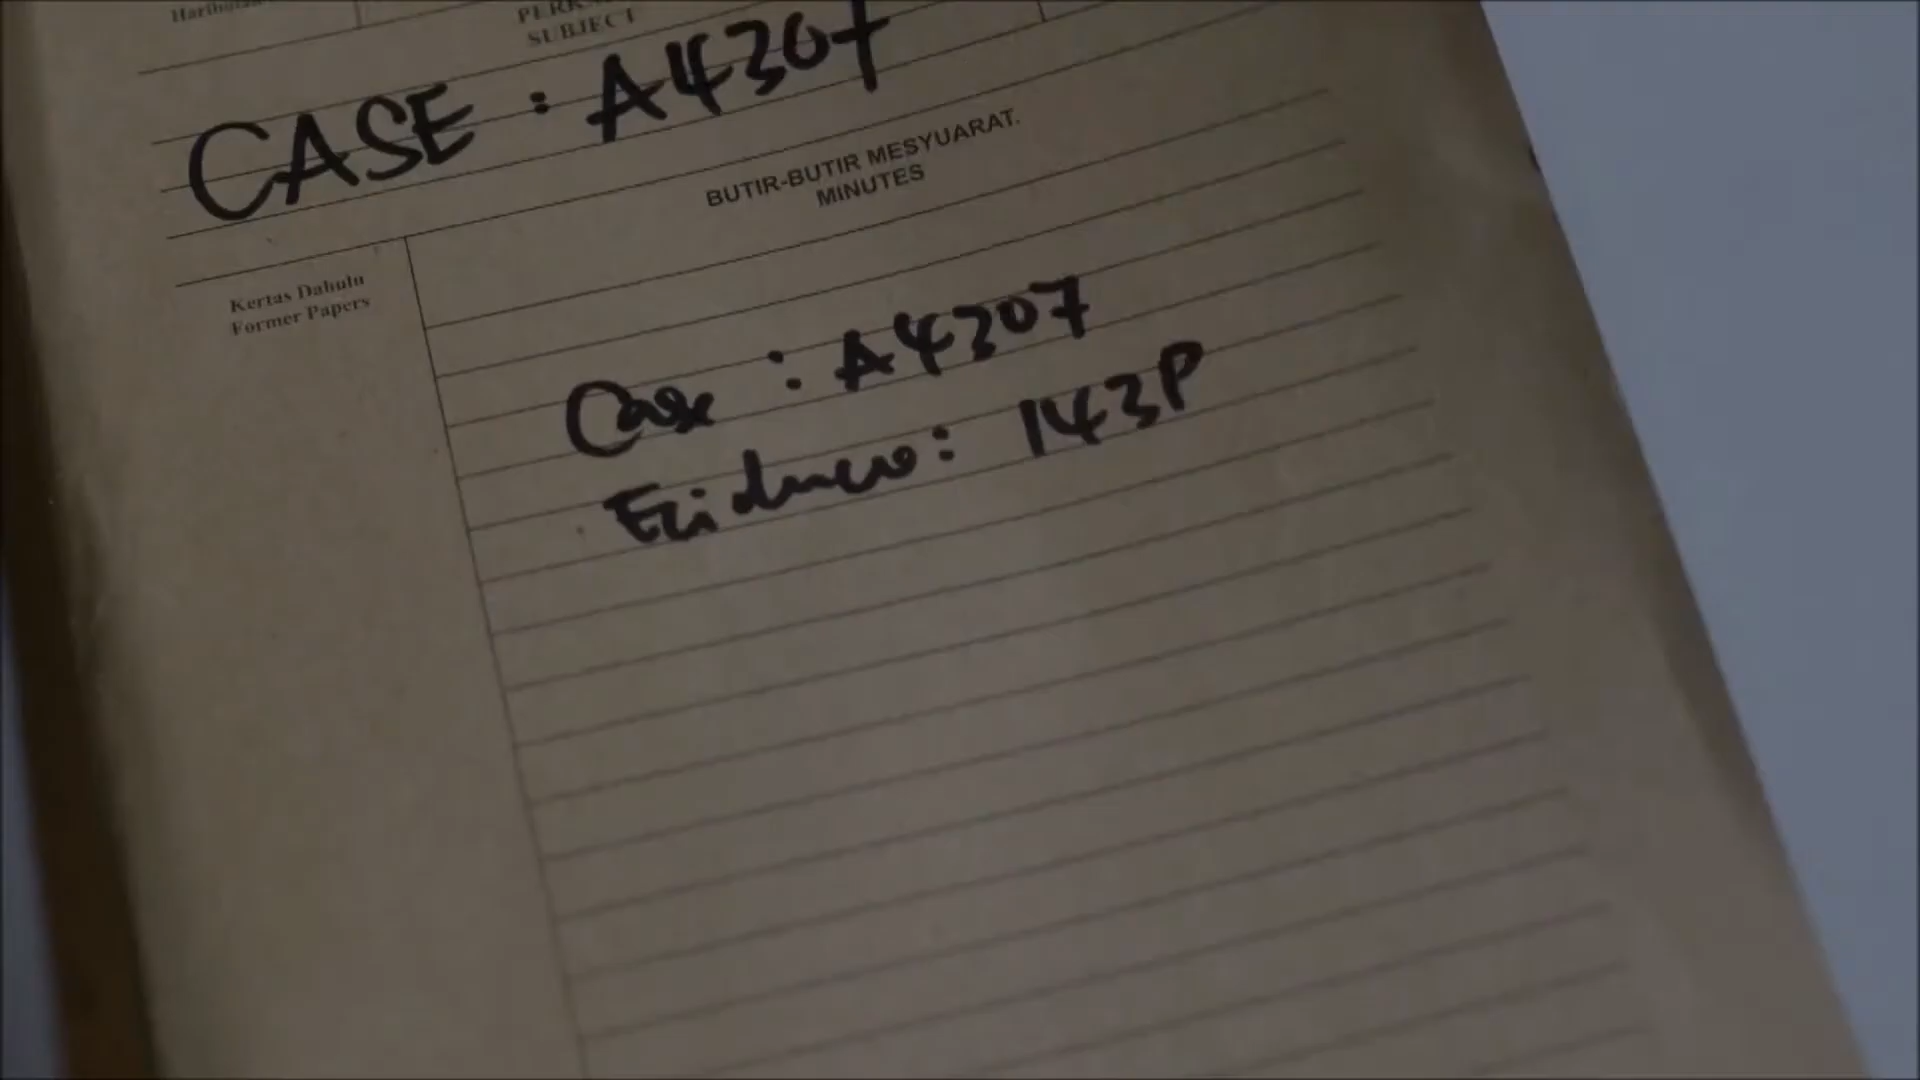 SUBJECT
CASE : A4307
BUTIR-BUTIR MESYUARAT.
MINUTES
Kertas Dahulu
Former Papers
Case : A4307
Evidence : 143P